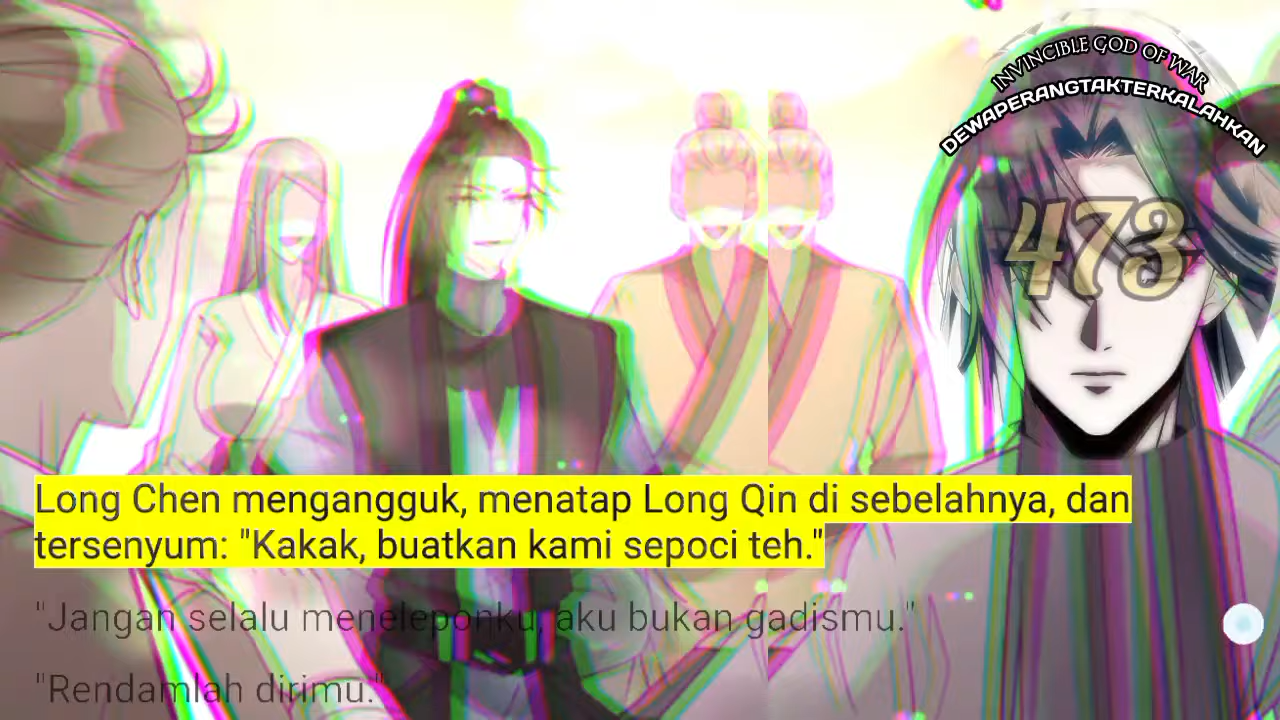 INVINCIBLE GOD OF WAR
DEWAPERANGTAKTERKALAHKAN
473
Long Chen mengangguk, menatap Long Qin di sebelahnya, dan
tersenyum: "Kakak, buatkan kami sepoci teh."
"Jangan selalu meneleponku, aku bukan gadismu."
"Rendamlah dirimu."